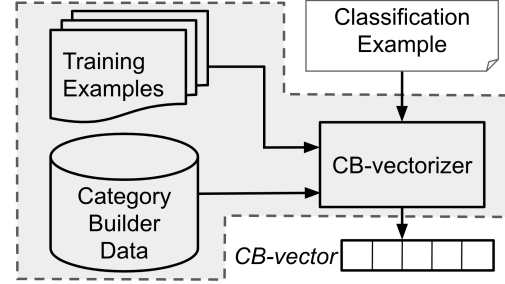 Training
Examples
Classification
Example
CB-vectorizer
Category
Builder
Data
CB-vector